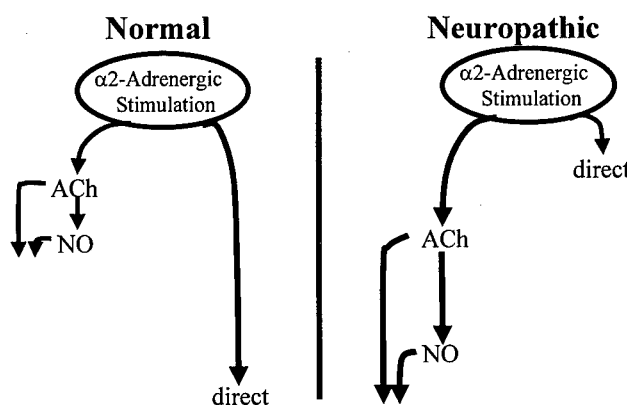 Normal
α2-Adrenergic
Stimulation
ACh
NO
direct
Neuropathic
α2-Adrenergic
Stimulation
direct
ACh
NO